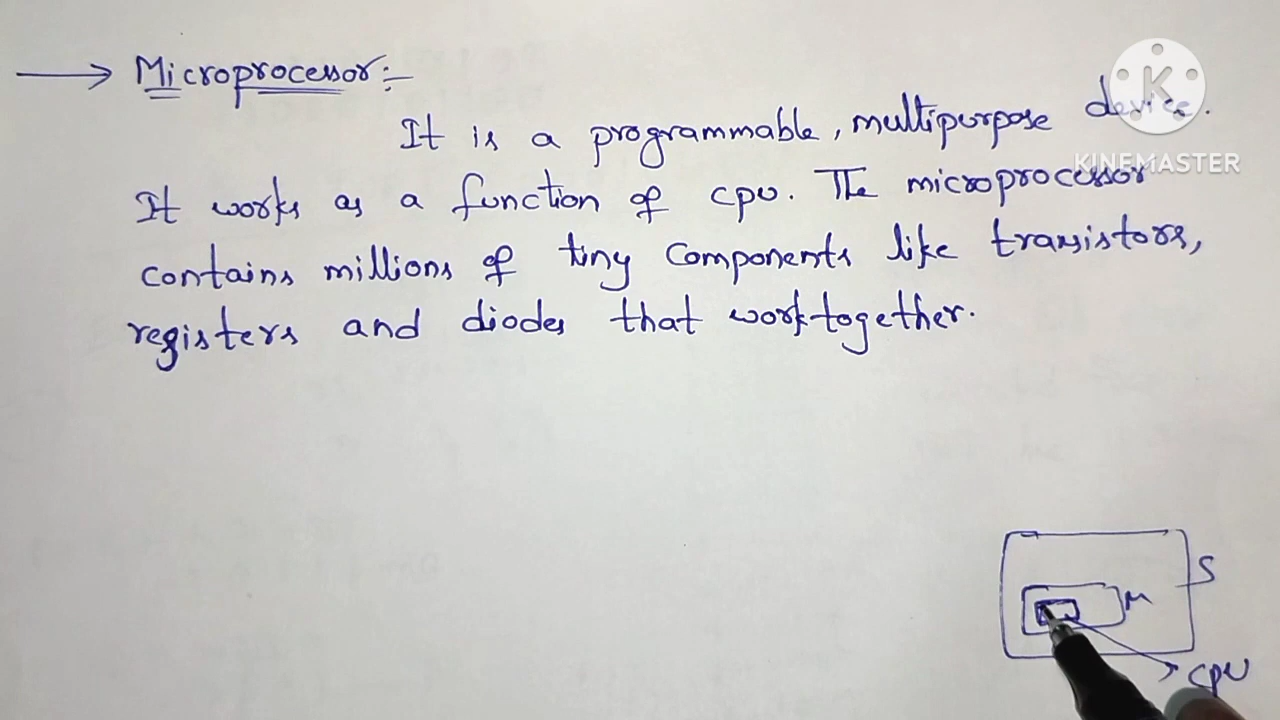 → Microprocessor:-
It is a programmable, multipurpose device.
It works as a function of cpu. The microprocessor
contains millions of tiny components like transistors,
registers and diodes that work together.
K
KINEMASTER
S
M
cpu